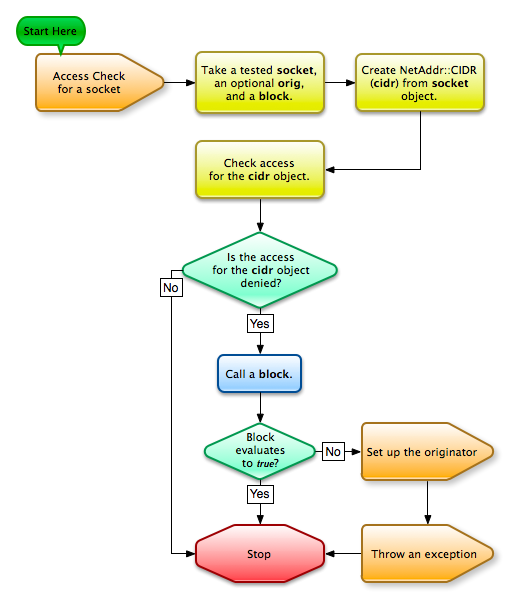 Start Here
Access Check
for a socket
Take a tested socket,
an optional orig,
and a block.
Create NetAddr::CIDR
(cidr) from socket
object.
Check access
for the cidr object.
Is the access
for the cidr object
denied?
No
Yes
Call a block.
Block
evaluates
to true?
No
Set up the originator
Yes
Stop
Throw an exception